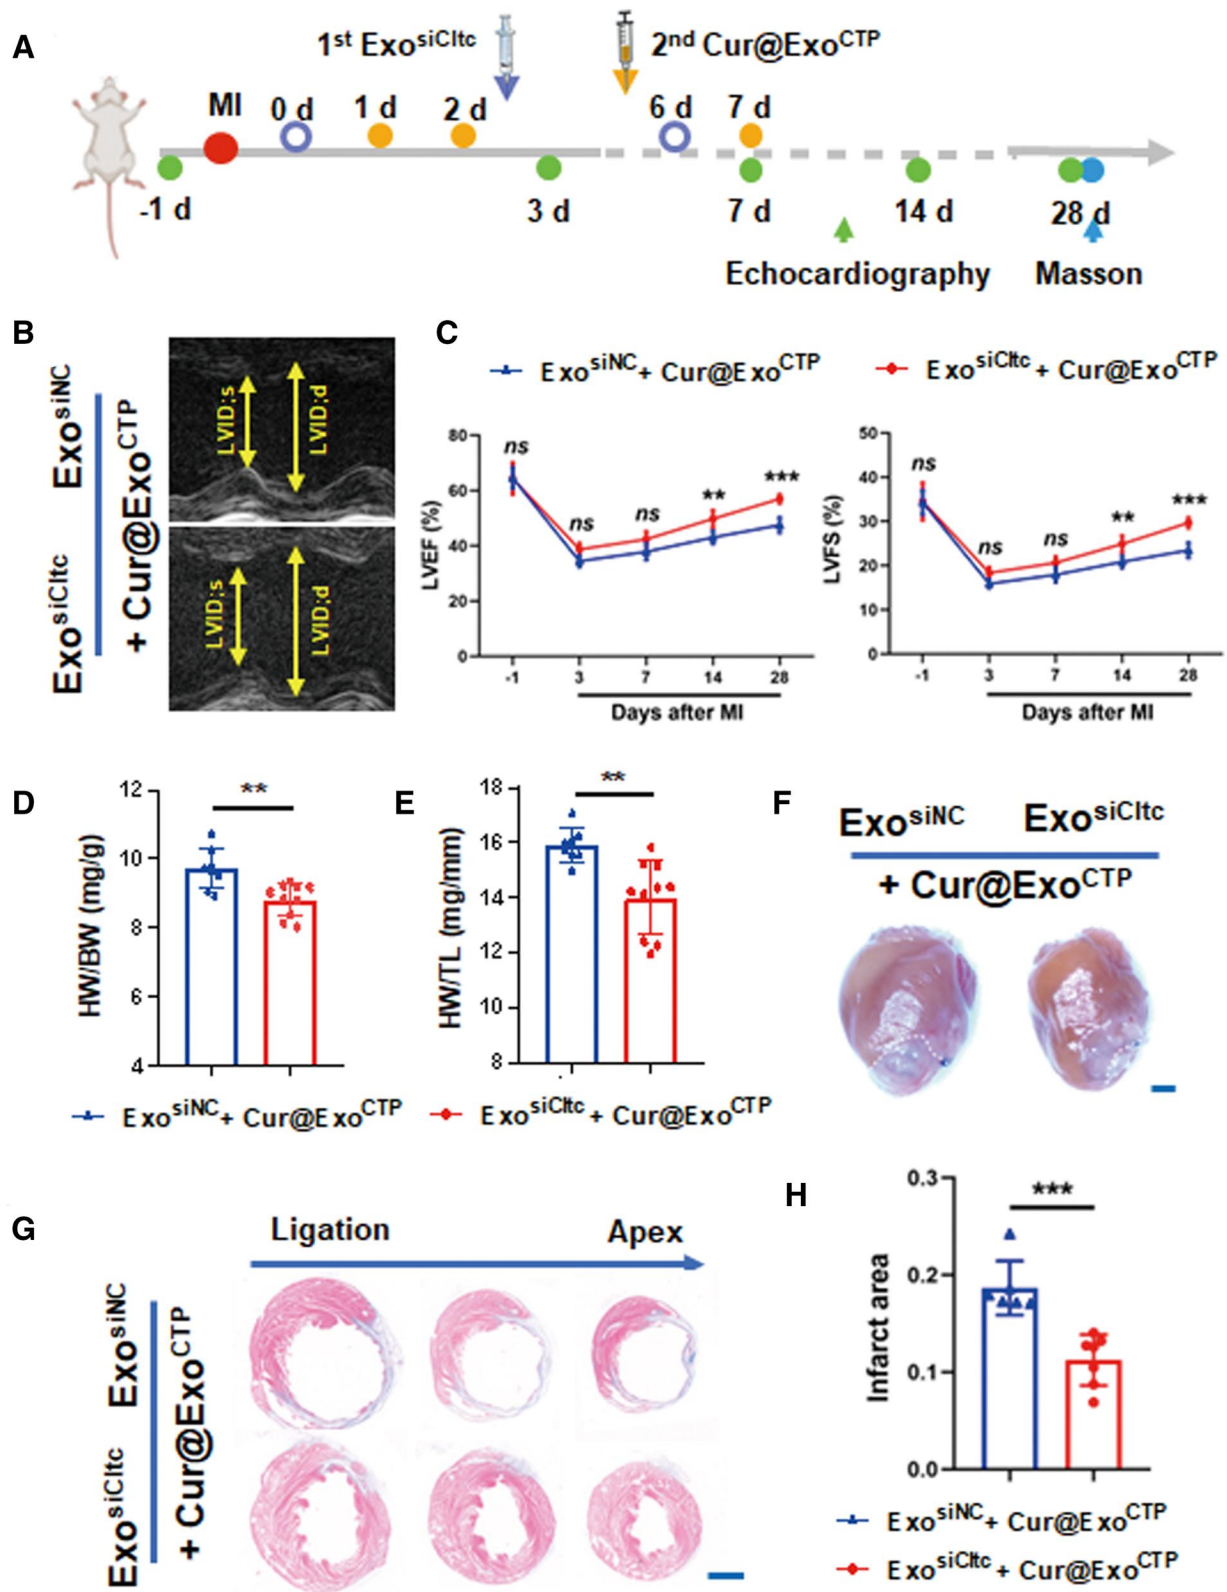 A
1st ExosiCltc
2nd Cur@ExoCTP
MI
0 d
1 d
2 d
6 d
7 d
-1 d
3 d
7 d
14 d
28 d
Echocardiography
Masson
B
ExosiNC
ExosiCltc
+ Cur@ExoCTP
LVID;s
LVID;d
LVID;s
LVID;d
C
ExosiNC+ Cur@ExoCTP
ExosiCltc+ Cur@ExoCTP
LVEF (%)
80
60
40
20
0
ns
ns
ns
**
***
-1
3
7
14
28
Days after MI
LVFS (%)
50
40
30
20
10
0
ns
ns
ns
**
***
-1
3
7
14
28
Days after MI
D
HW/BW (mg/g)
12
10
8
6
4
**
E
HW/TL (mg/mm)
18
16
14
12
10
8
**
ExosiNC+ Cur@ExoCTP
ExosiCltc+ Cur@ExoCTP
F
ExosiNC
ExosiCltc
+ Cur@ExoCTP
G
Ligation
Apex
ExosiNC
ExosiCltc
+ Cur@ExoCTP
H
Infarct area
0.3
0.2
0.1
0.0
***
ExosiNC+ Cur@ExoCTP
ExosiCltc+ Cur@ExoCTP